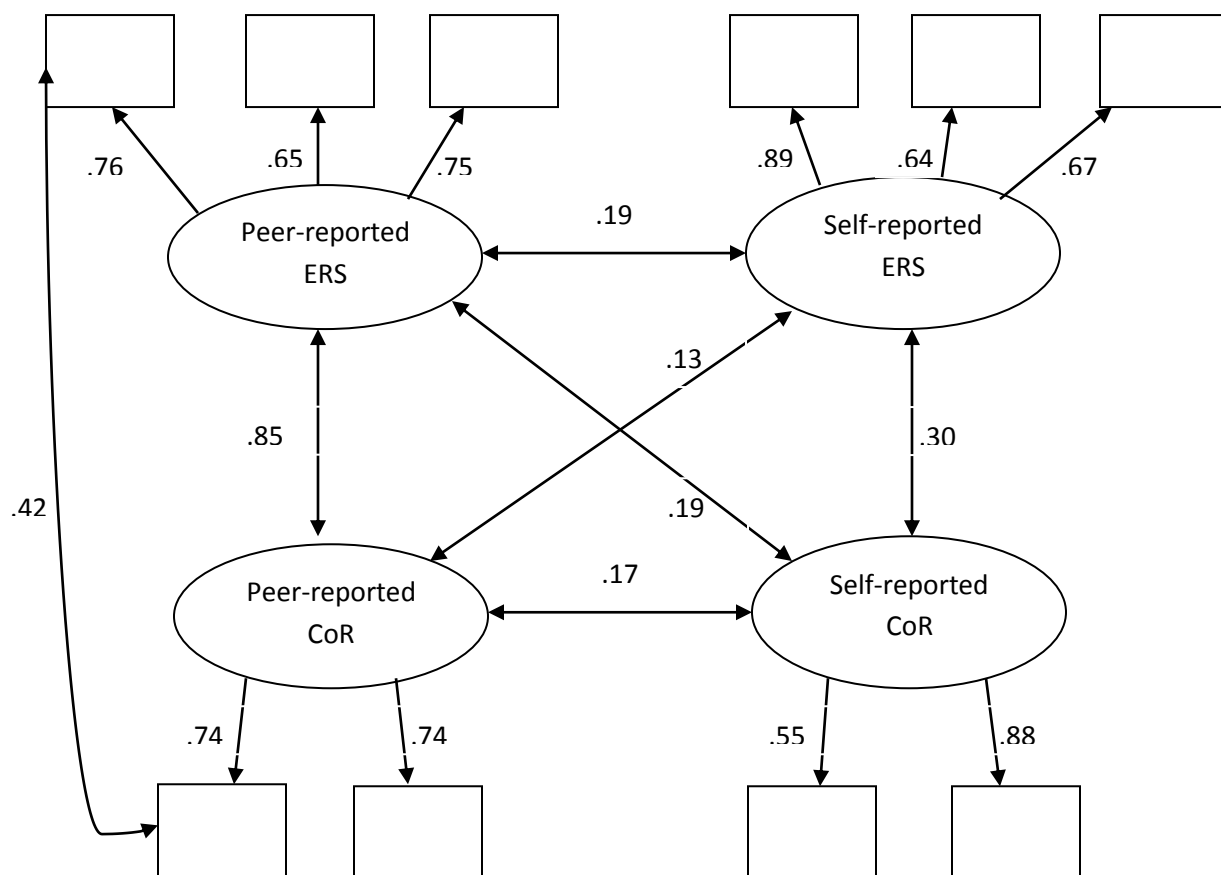 .76
.65
.75
.89
.64
.67
Peer-reported
ERS
.19
Self-reported
ERS
.85
.13
.30
.42
.19
Peer-reported
CoR
.17
Self-reported
CoR
.74
.74
.55
.88